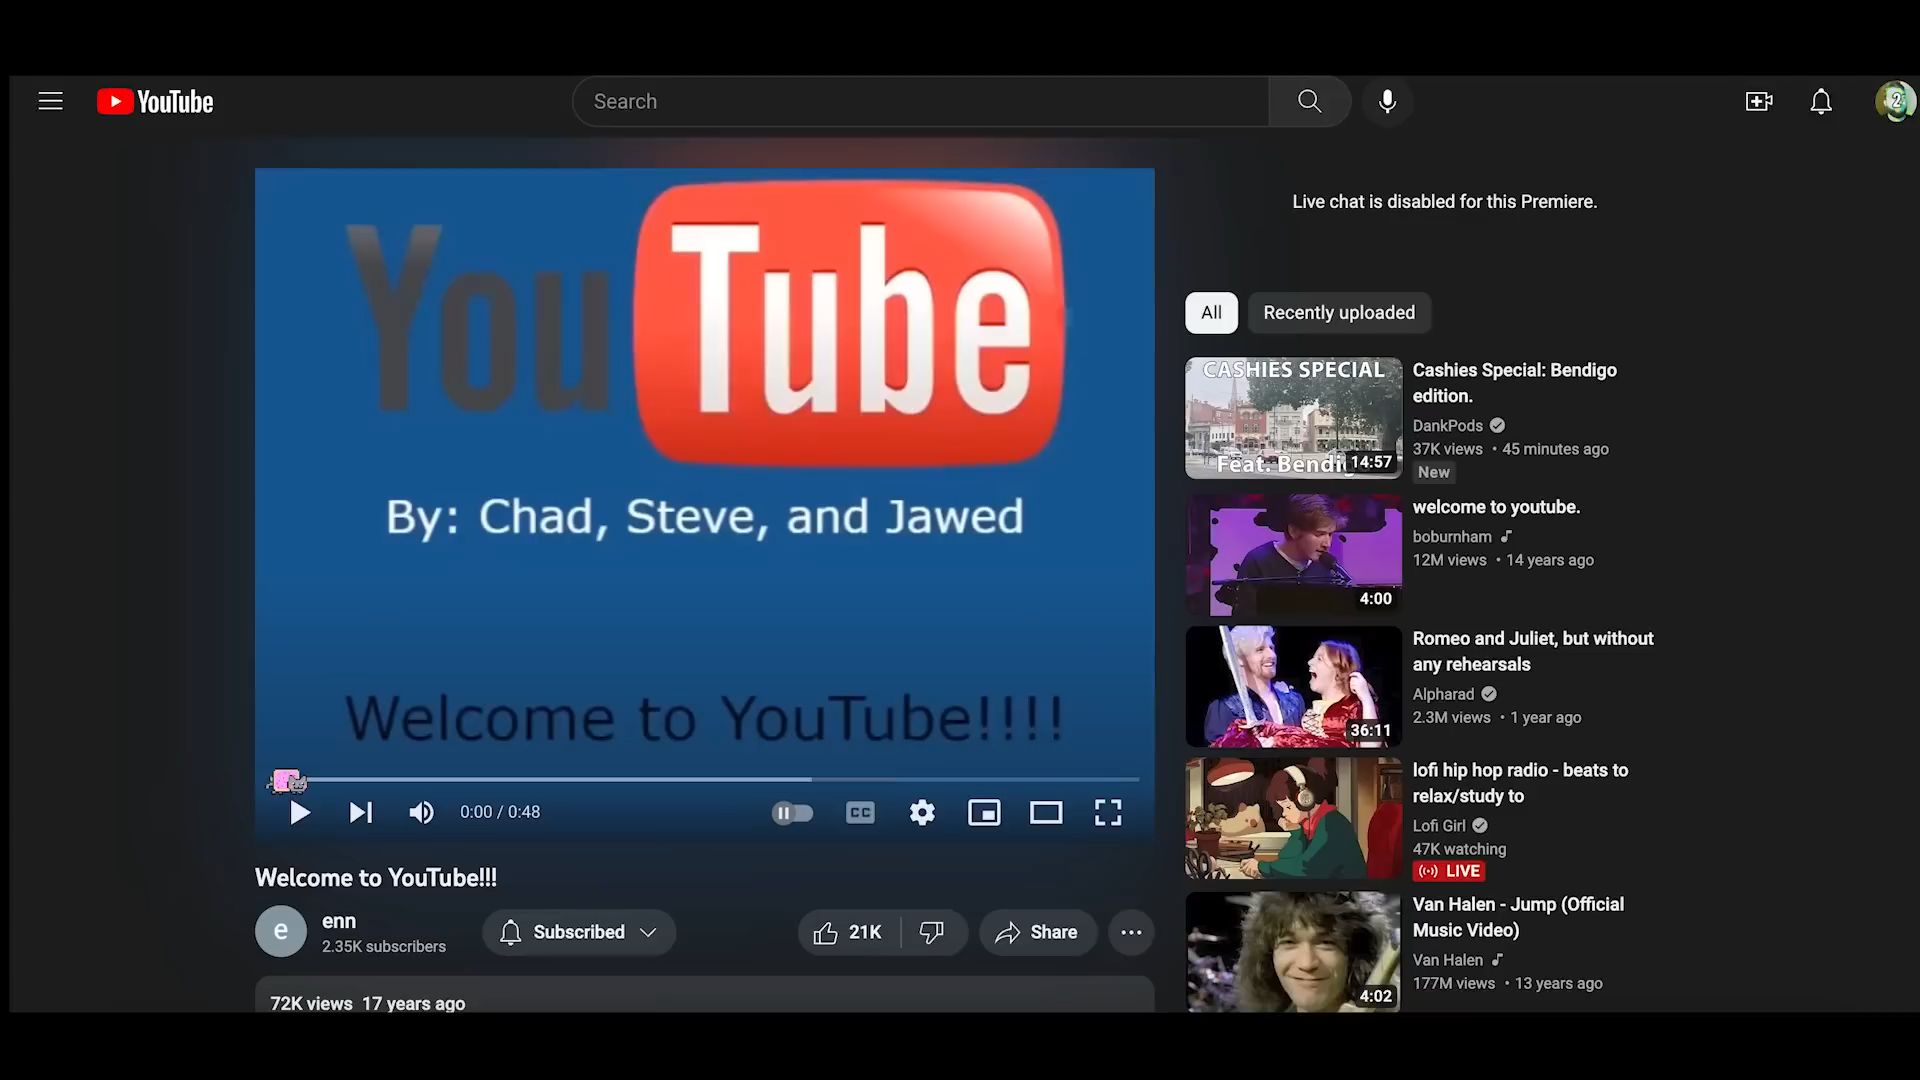 YouTube
Search
2
YouTube
By: Chad, Steve, and Jawed
Welcome to YouTube!!!!
0:00 / 0:48
CC
Welcome to YouTube!!!
e
enn
2.35K subscribers
Subscribed
21K
Share
72K views 17 years ago
Live chat is disabled for this Premiere.
All
Recently uploaded
CASHIES SPECIAL
Feat. Bendi
14:57
Cashies Special: Bendigo
edition.
DankPods
37K views • 45 minutes ago
New
4:00
welcome to youtube.
boburnham
12M views • 14 years ago
36:11
Romeo and Juliet, but without
any rehearsals
Alpharad
2.3M views • 1 year ago
lofi hip hop radio - beats to
relax/study to
Lofi Girl
47K watching
LIVE
4:02
Van Halen - Jump (Official
Music Video)
Van Halen
177M views • 13 years ago